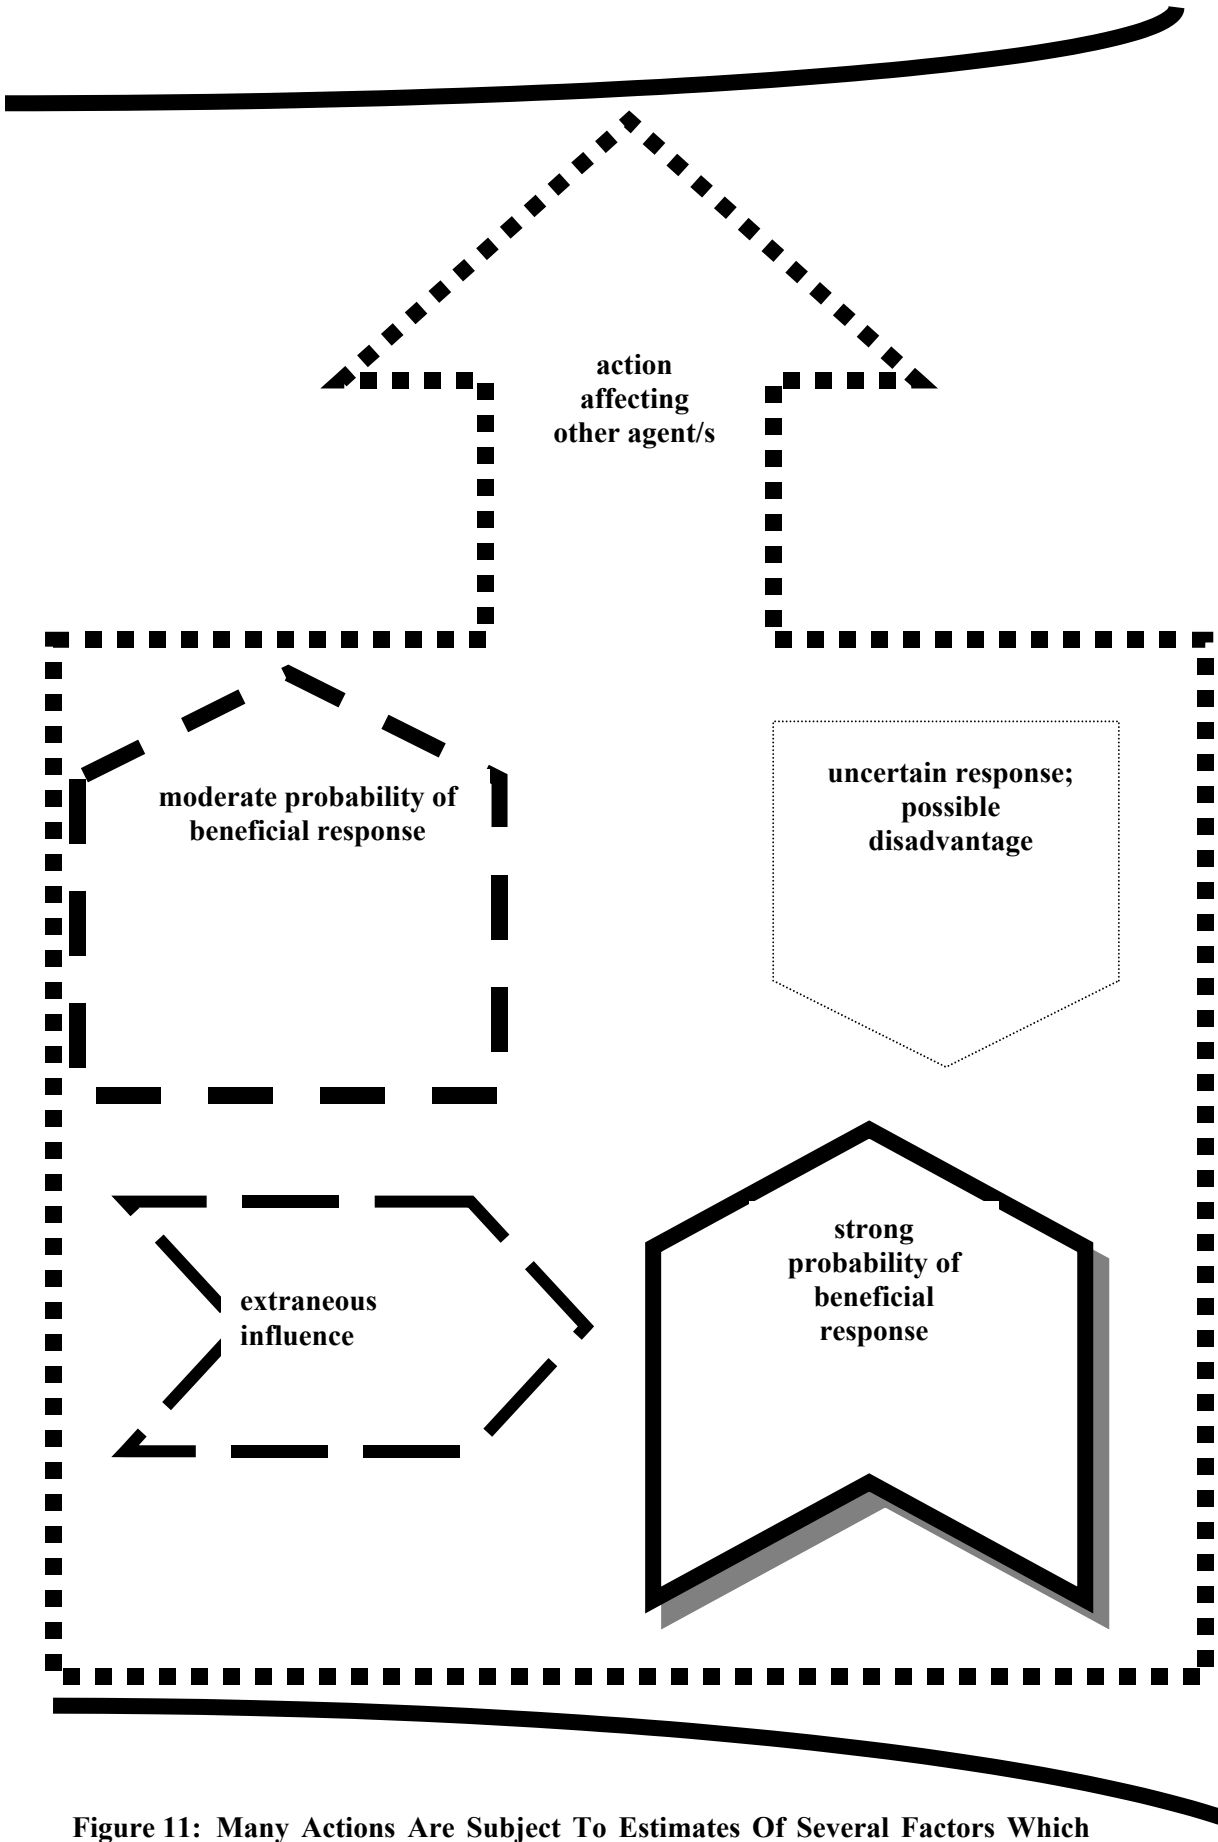 action
affecting
other agent/s
moderate probability of
beneficial response
uncertain response;
possible
disadvantage
extraneous
influence
strong
probability of
beneficial
response
Figure 11: Many Actions Are Subject To Estimates Of Several Factors Which